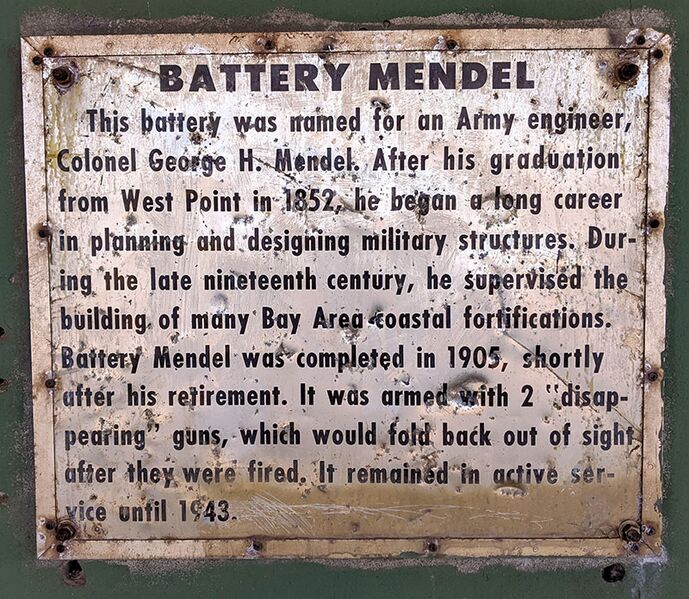 BATTERY MENDEL
This battery was named for an Army engineer,
Colonel George H. Mendel. After his graduation
from West Point in 1852, he began a long career
in planning and designing military structures. Dur-
ing the late nineteenth century, he supervised the
building of many Bay Area coastal fortifications.
Battery Mendel was completed in 1905, shortly
after his retirement. It was armed with 2 "disap-
pearing" guns, which would fold back out of sight
after they were fired. It remained in active ser-
vice until 1943.